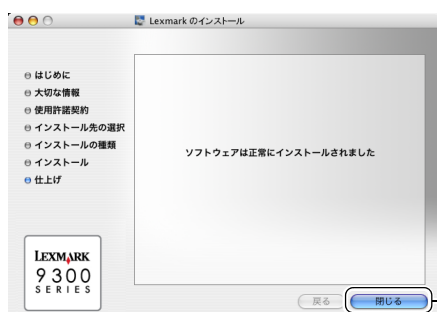 Lexmark のインストール
はじめに
大切な情報
使用許諾契約
インストール先の選択
インストールの種類
インストール
仕上げ
ソフトウェアは正常にインストールされました
LEXMARK
9300
SERIES
戻る
閉じる